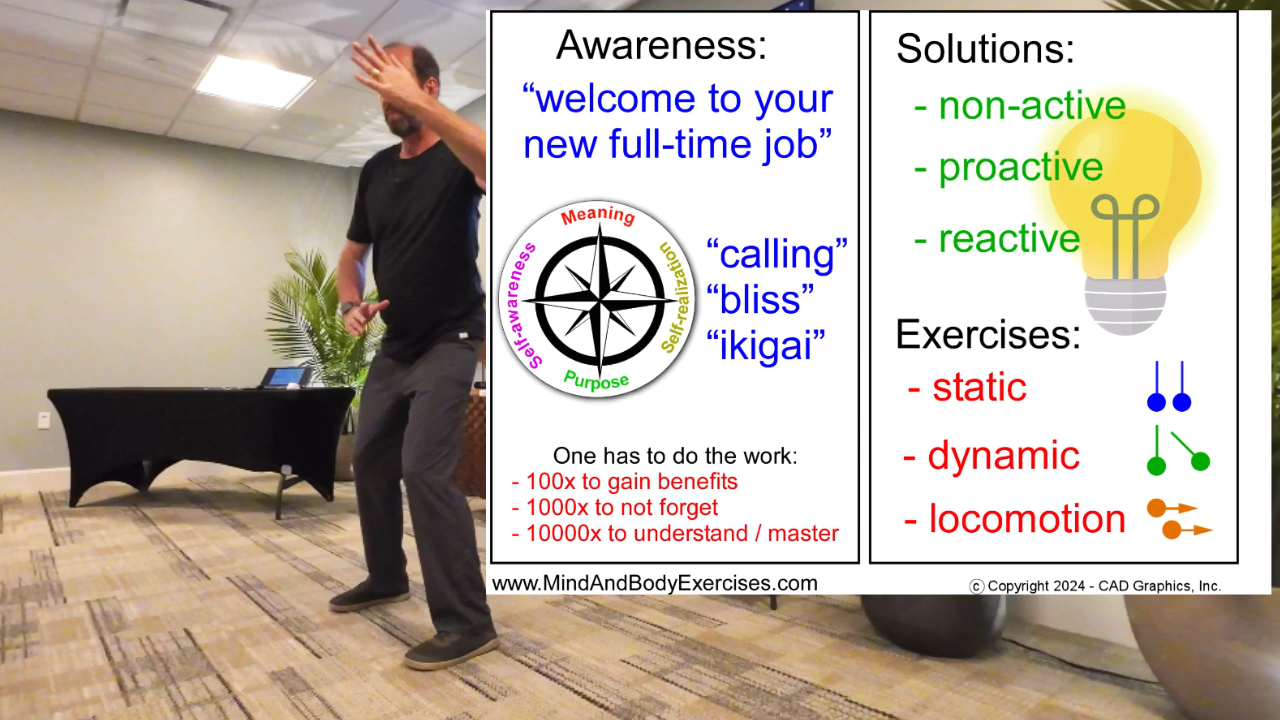 Awareness:
“welcome to your
new full-time job”
Meaning
Self-awareness
Self-realization
Purpose
“calling”
“bliss”
“ikigai”
One has to do the work:
- 100x to gain benefits
- 1000x to not forget
- 10000x to understand / master
www.MindAndBodyExercises.com
Solutions:
- non-active
- proactive
- reactive
Exercises:
- static
- dynamic
- locomotion
© Copyright 2024 - CAD Graphics, Inc.